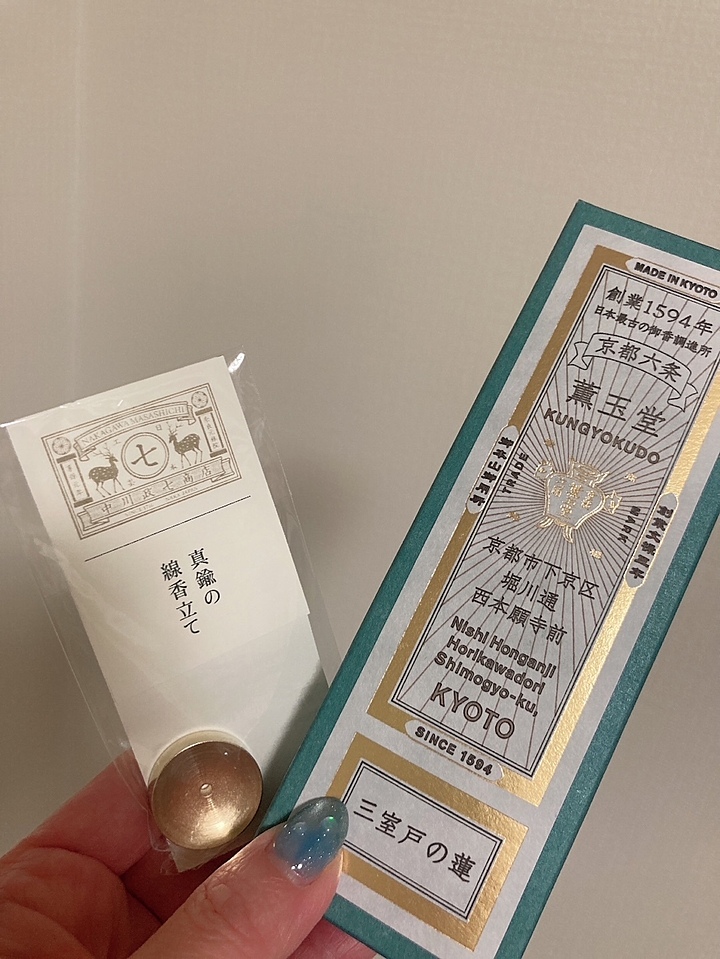 NAKAGAWA MASASHICHI
七
中川政七商店
真鍮の
線香立て
MADE IN KYOTO
創業1594年
日本最古の御香調進所
京都六条
薫玉堂
KUNGYOKUDO
TRADE
MARK
京都市下京区
堀川通
西本願寺前
Nishi Honganji
Horikawadori
Shimogyo-ku,
KYOTO
SINCE 1594
三室戸の蓮